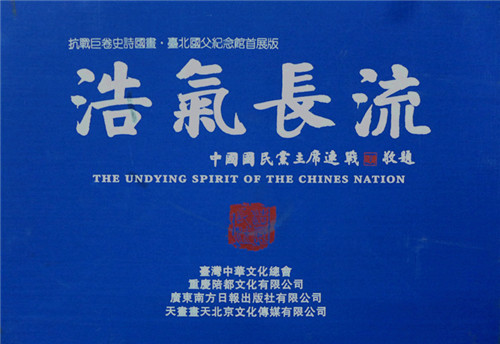 抗戰巨卷史詩國畫·臺北國父紀念館首展版
浩氣長流
中國國民黨主席連戰 敬題
THE UNDYING SPIRIT OF THE CHINES NATION
臺灣中華文化總會
重慶陪都文化有限公司
廣東南方日報出版社有限公司
天畫畫天北京文化傳媒有限公司